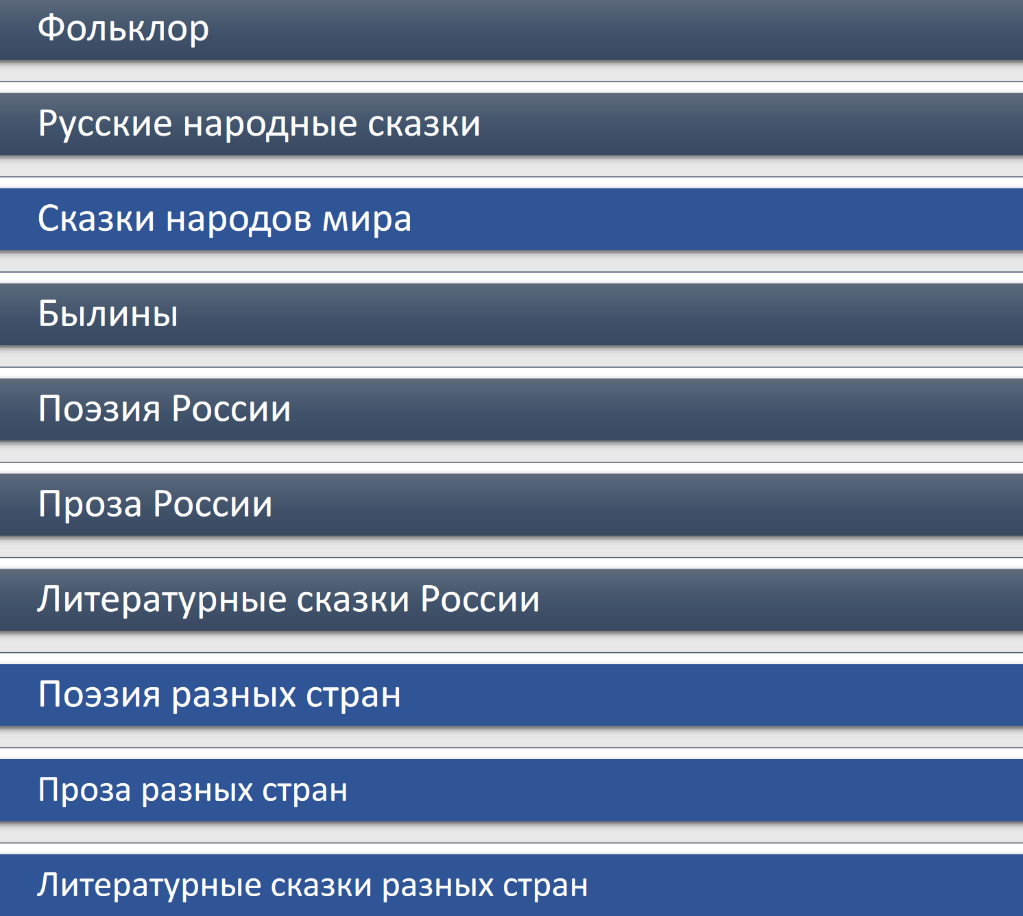 Фольклор
Русские народные сказки
Сказки народов мира
Былины
Поэзия России
Проза России
Литературные сказки России
Поэзия разных стран
Проза разных стран
Литературные сказки разных стран